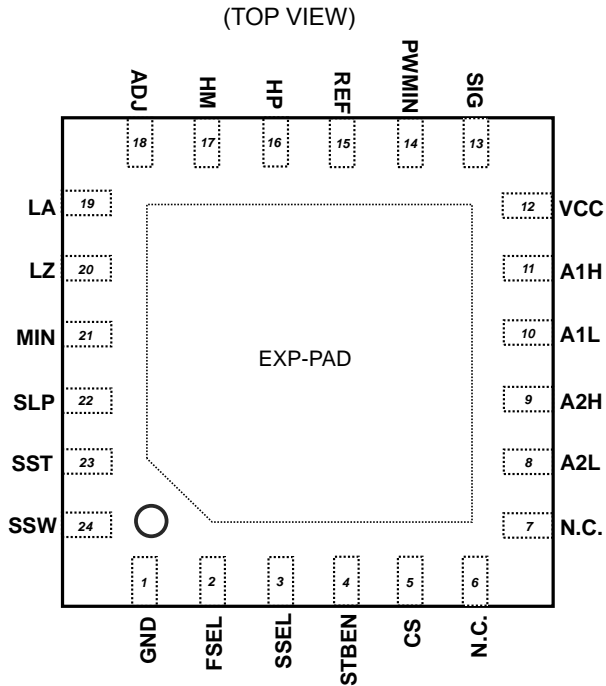 (TOP VIEW)
ADJ
HM
HP
REF
PWMIN
SIG
18
17
16
15
14
13
LA
19
12
VCC
LZ
20
11
A1H
MIN
21
10
A1L
EXP-PAD
SLP
22
9
A2H
SST
23
8
A2L
SSW
24
7
N.C.
1
2
3
4
5
6
GND
FSEL
SSEL
STBEN
CS
N.C.